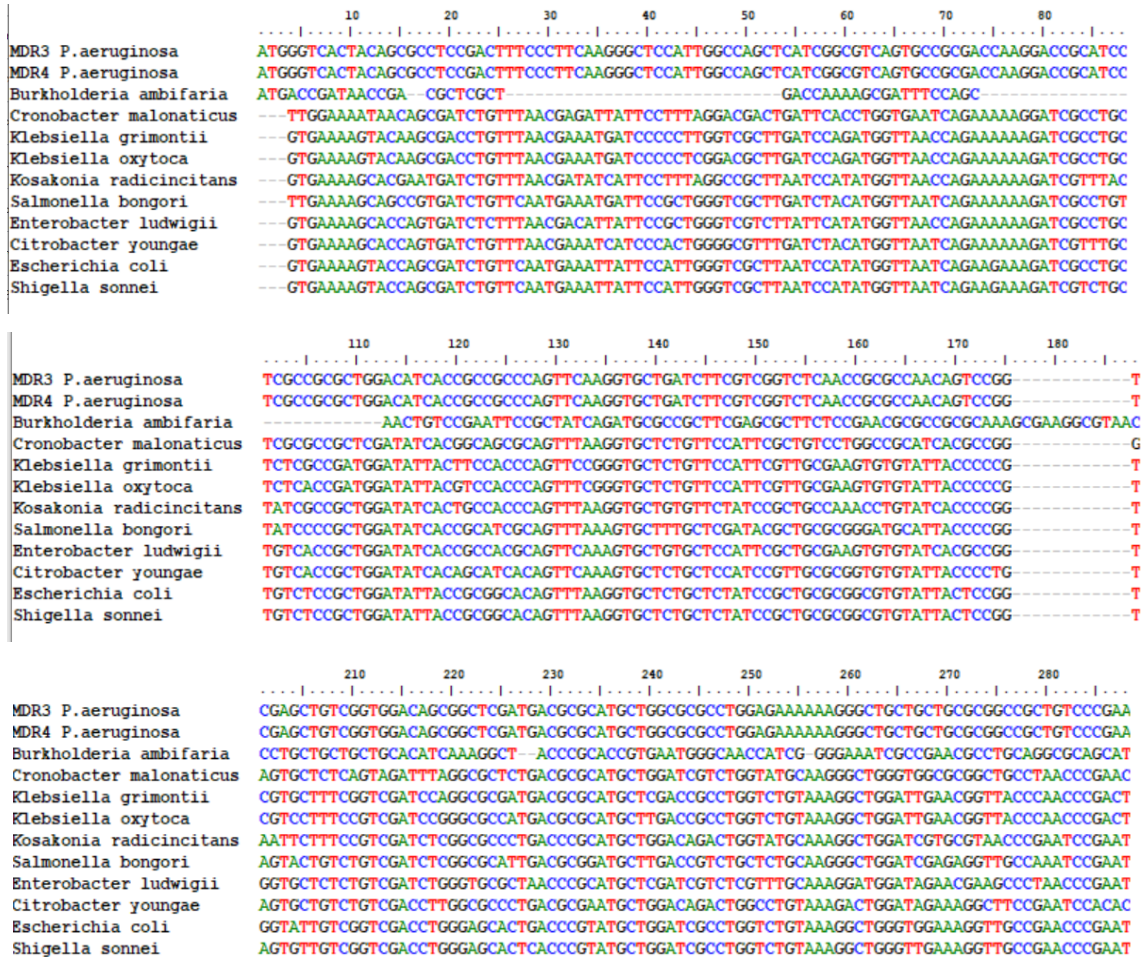 10 20 30 40 50 60 70 80
MDR3 P.aeruginosa ATGGGTCACTACAGCGCCTCCGACTTTCCCTTCAAGGGCTCCATTGGCCAGCTCATCGGCGTCAGTGCCGCGACCAAGGACCGCATCC
MDR4 P.aeruginosa ATGGGTCACTACAGCGCCTCCGACTTTCCCTTCAAGGGCTCCATTGGCCAGCTCATCGGCGTCAGTGCCGCGACCAAGGACCGCATCC
Burkholderia ambifaria ATGACCGATAACCGA--CGCTCGCT----------------------------GACCAAAAGCGATTTCCAGC------------
Cronobacter malonaticus ---TTGGAAAATAACAGCGATCTGTTTAACGAGATTATTCCTTTAGGACGACTGATTCACCTGGTGAATCAGAAAAAGGATCGCCTGC
Klebsiella grimontii ---GTGAAAAGTACAAGCGACCTGTTTAACGAAATGATCCCCCTTGGTCGCTTGATCCAGATGGTTAACCAGAAAAAAGATCGCCTGC
Klebsiella oxytoca ---GTGAAAAGTACAAGCGACCTGTTTAACGAAATGATCCCCCTCGGACGCTTGATCCAGATGGTTAACCAGAAAAAAGATCGCCTGC
Kosakonia radicincitans ---GTGAAAAGCACGAATGATCTGTTTAACGATATCATTCCTTTAGGCCGCTTAATCCATATGGTTAACCAGAAAAAAGATCGTTTAC
Salmonella bongori ---TTGAAAAGCAGCCGTGATCTGTTCAATGAAATGATTCCGCTGGGTCGCTTGATCTACATGGTTAATCAGAAAAAAGATCGCCTGT
Enterobacter ludwigii ---GTGAAAAGCACCAGTGATCTCTTTAACGACATTATTCCGCTGGGTCGTCTTATTCATATGGTTAACCAGAAAAAAGATCGCCTGC
Citrobacter youngae ---GTGAAAAGCACCAGTGATCTGTTTAACGAAATCATCCCACTGGGGCGTTTGATCTACATGGTTAATCAGAAAAAAGATCGTTTGC
Escherichia coli ---GTGAAAAGTACCAGCGATCTGTTCAATGAAATTATTCCATTGGGTCGCTTAATCCATATGGTTAATCAGAAGAAAGATCGCCTGC
Shigella sonnei ---GTGAAAAGTACCAGCGATCTGTTCAATGAAATTATTCCATTGGGTCGCTTAATCCATATGGTTAATCAGAAGAAAGATCGTCTGC
110 120 130 140 150 160 170 180
MDR3 P.aeruginosa TCGCCGCGCTGGACATCACCGCCGCCCAGTTCAAGGTGCTGATCTTCGTCGGTCTCAACCGCGCCAACAGTCCGG------------T
MDR4 P.aeruginosa TCGCCGCGCTGGACATCACCGCCGCCCAGTTCAAGGTGCTGATCTTCGTCGGTCTCAACCGCGCCAACAGTCCGG------------T
Burkholderia ambifaria ------------AACTGTCCGAATTCCGCTATCAGATGCGCCGCTTCGAGCGCTTCTCCGAACGCGCCGCGCAAAGCGAAGGCGTAAC
Cronobacter malonaticus TCGCGCCGCTCGATATCACGGCAGCGCAGTTTAAGGTGCTCTGTTCCATTCGCTGTCCTGGCCGCATCACGCCGG------------G
Klebsiella grimontii TCTCGCCGATGGATATTACTTCCACCCAGTTCCGGGTGCTCTGTTCCATTCGTTGCGAAGTGTGTATTACCCCCG------------T
Klebsiella oxytoca TCTCACCGATGGATATTACGTCCACCCAGTTTCGGGTGCTCTGTTCCATTCGTTGCGAAGTGTGTATTACCCCCG------------T
Kosakonia radicincitans TATCGCCGCTGGATATCACTGCCACCCAGTTTAAGGTGCTGTGTTCTATCCGCTGCCAAACCTGTATCACCCCGG------------T
Salmonella bongori TATCCCCGCTGGATATCACCGCATCGCAGTTTAAAGTGCTTTGCTCGATACGCTGCGCGGGATGCATTACCCCGG------------T
Enterobacter ludwigii TGTCACCGCTGGATATCACCGCCACGCAGTTCAAAGTGCTGTGCTCCATTCGCTGCGAAGTGTGTATCACGCCGG------------T
Citrobacter youngae TGTCACCGCTGGATATCACAGCATCACAGTTCAAAGTGCTCTGCTCCATCCGTTGCGCGGTGTGTATTACCCCTG------------T
Escherichia coli TGTCTCCGCTGGATATTACCGCGGCACAGTTTAAGGTGCTCTGCTCTATCCGCTGCGCGGCGTGTATTACTCCGG------------T
Shigella sonnei TGTCTCCGCTGGATATTACCGCGGCACAGTTTAAGGTGCTCTGCTCTATCCGCTGCGCGGCGTGTATTACTCCGG------------T
210 220 230 240 250 260 270 280
MDR3 P.aeruginosa CGAGCTGTCGGTGGACAGCGGCTCGATGACGCGCATGCTGGCGCGCCTGGAGAAAAAAGGGCTGCTGCTGCGCGGCCGCTGTCCCGAA
MDR4 P.aeruginosa CGAGCTGTCGGTGGACAGCGGCTCGATGACGCGCATGCTGGCGCGCCTGGAGAAAAAAGGGCTGCTGCTGCGCGGCCGCTGTCCCGAA
Burkholderia ambifaria CCTGCTGCTGCTGCACATCAAAGGCT--ACCCGCACCGTGAATGGGCAACCATCG-GGGAAATCGCCGAACGCCTGCAGGCGCAGCAT
Cronobacter malonaticus AGTGCTCTCAGTAGATTTAGGCGCTCTGACGCGCATGCTGGATCGTCTGGTATGCAAGGGCTGGGTGGCGCGGCTGCCTAACCCGAAC
Klebsiella grimontii CGTGCTTTCGGTCGATCCAGGCGCGATGACGCGCATGCTCGACCGCCTGGTCTGTAAAGGCTGGATTGAACGGTTACCCAACCCGACT
Klebsiella oxytoca CGTCCTTTCCGTCGATCCGGGCGCCATGACGCGCATGCTTGACCGCCTGGTCTGTAAAGGCTGGATTGAACGGTTACCCAACCCGACT
Kosakonia radicincitans AATTCTTTCCGTCGATCTCGGCGCCCTGACCCGCATGCTGGACAGACTGGTATGCAAAGGCTGGATCGTGCGTAACCCGAATCCGAAT
Salmonella bongori AGTACTGTCTGTCGATCTCGGCGCATTGACGCGGATGCTTGACCGTCTGCTCTGCAAGGGCTGGATCGAGAGGTTGCCAAATCCGAAT
Enterobacter ludwigii GGTGCTCTCTGTCGATCTGGGTGCGCTAACCCGCATGCTCGATCGTCTCGTTTGCAAAGGATGGATAGAACGAAGCCCTAACCCGAAT
Citrobacter youngae AGTGCTGTCTGTCGACCTTGGCGCCCTGACGCGAATGCTGGACAGACTGGCCTGTAAAGACTGGATAGAAAGGCTTCCGAATCCACAC
Escherichia coli GGTATTGTCGGTCGACCTGGGAGCACTGACCCGTATGCTGGATCGCCTGGTCTGTAAAGGCTGGGTGGAAAGGTTGCCGAACCCGAAT
Shigella sonnei AGTGTTGTCGGTCGACCTGGGAGCACTCACCCGTATGCTGGATCGCCTGGTCTGTAAAGGCTGGGTTGAAAGGTTGCCGAACCCGAAT